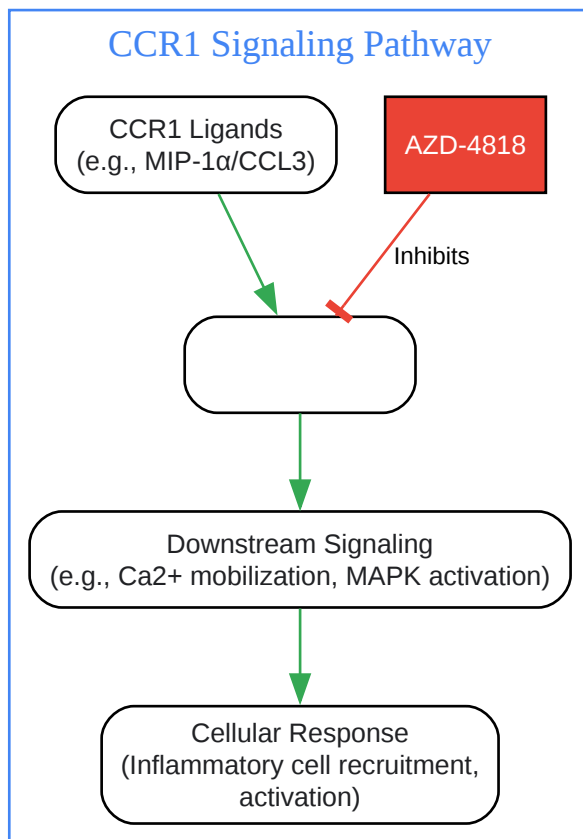 CCR1 Signaling Pathway
CCR1 Ligands
(e.g., MIP-1α/CCL3)
AZD-4818
Inhibits
Downstream Signaling
(e.g., Ca2+ mobilization, MAPK activation)
Cellular Response
(Inflammatory cell recruitment,
activation)